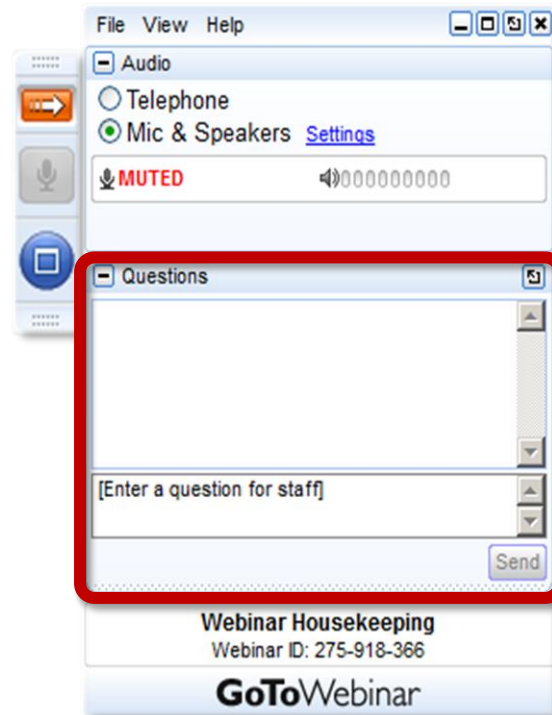 File View Help
Audio
Telephone
Mic & Speakers Settings
MUTED 000000000
Questions
[Enter a question for staff]
Send
Webinar Housekeeping
Webinar ID: 275-918-366
GoToWebinar